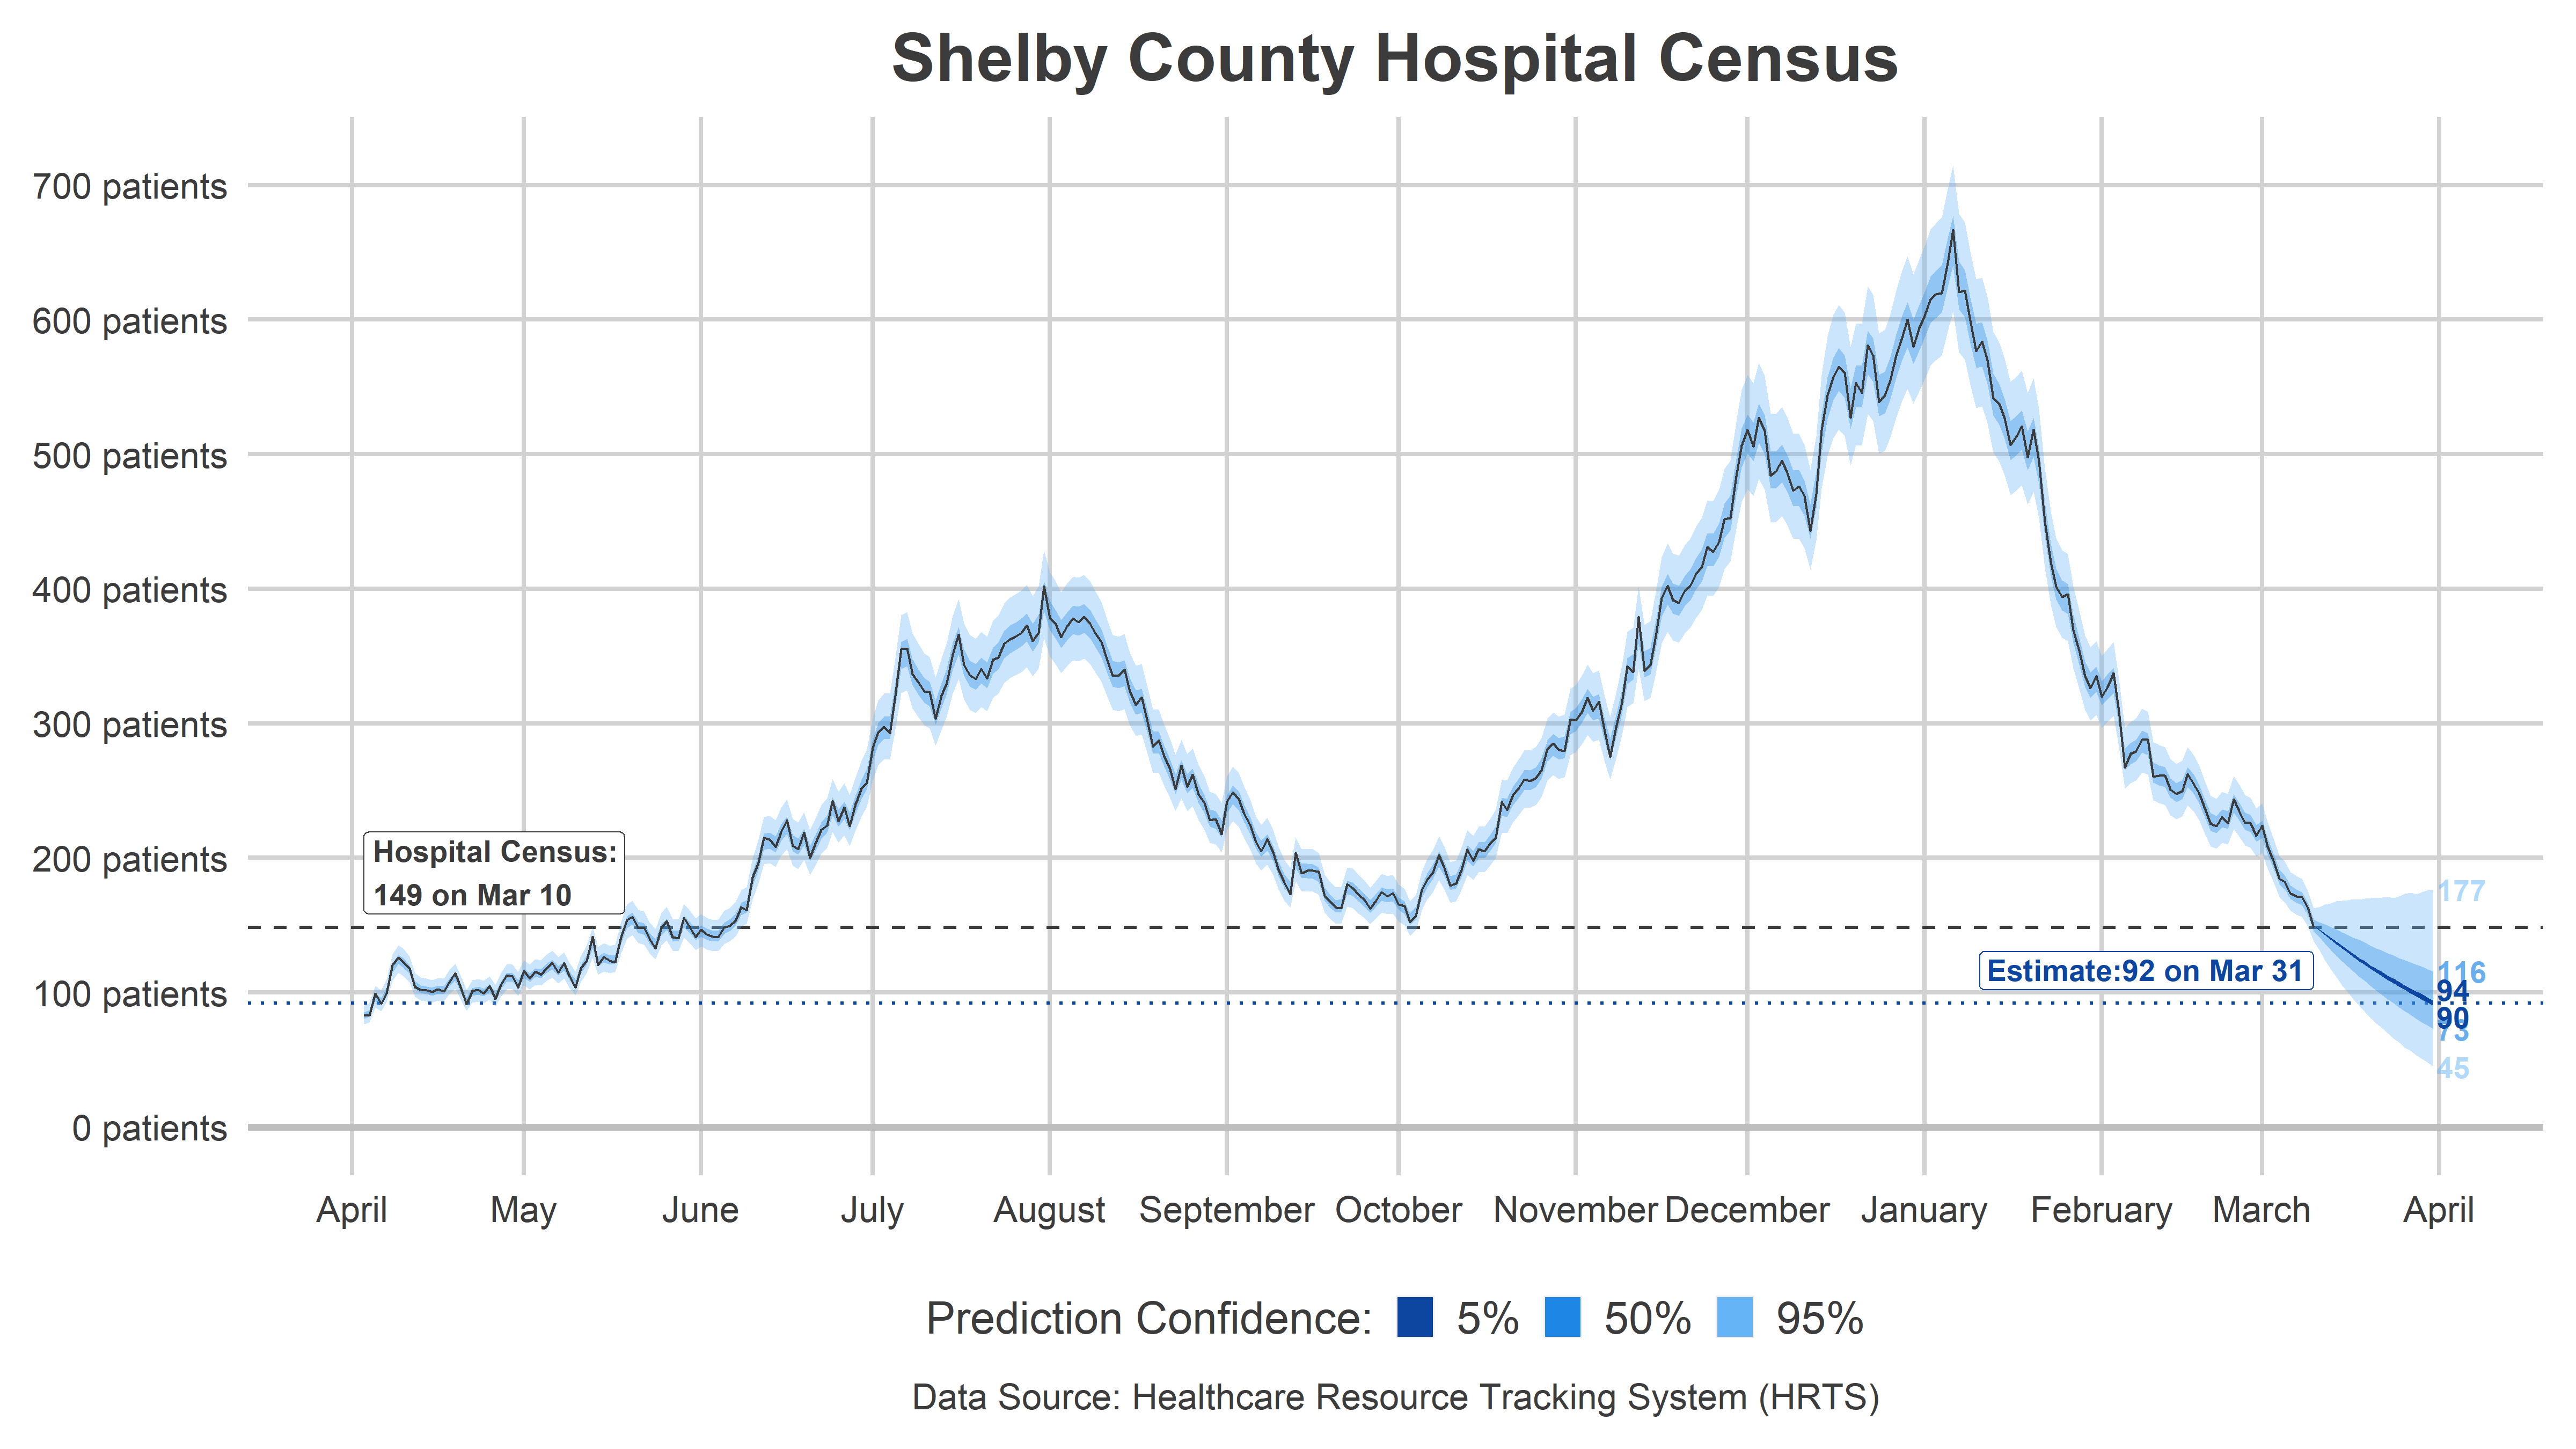 Shelby County Hospital Census
700 patients
600 patients
500 patients
400 patients
300 patients
200 patients
100 patients
0 patients
Hospital Census:
149 on Mar 10
Estimate:92 on Mar 31
177
116
94
90
73
45
April May June July August September October November December January February March April
Prediction Confidence: 5% 50% 95%
Data Source: Healthcare Resource Tracking System (HRTS)